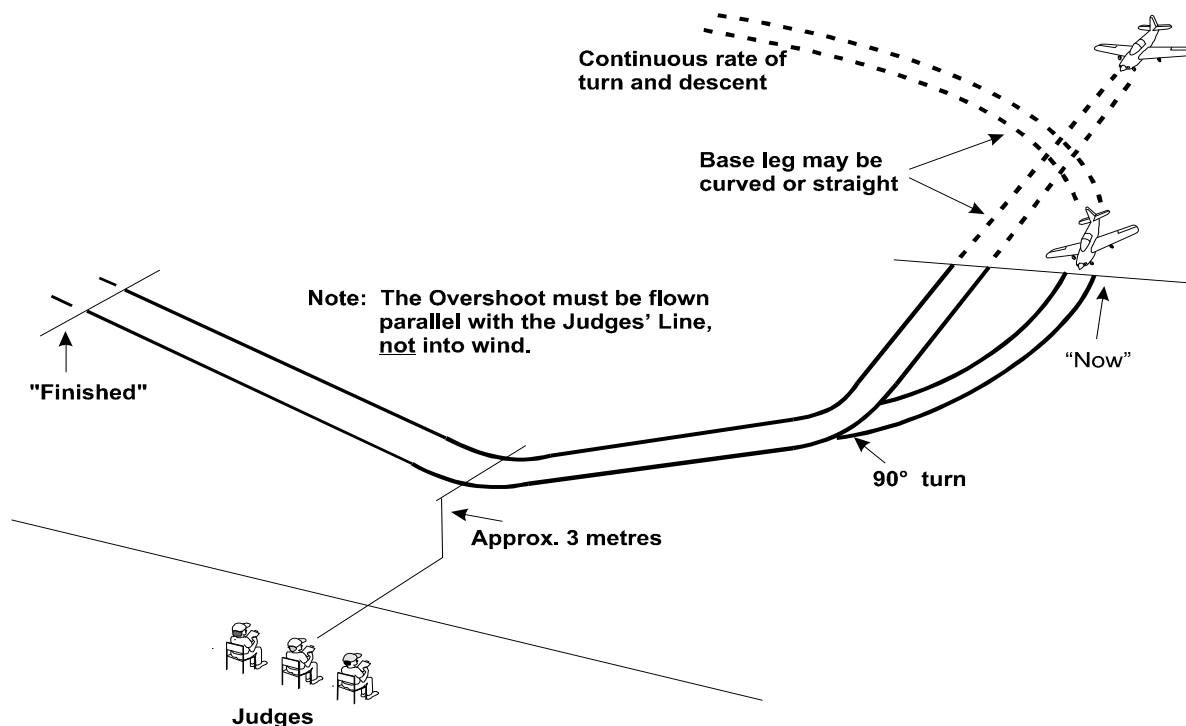 Continuous rate of
turn and descent
Base leg may be
curved or straight
Note: The Overshoot must be flown
parallel with the Judges’ Line,
not into wind.
"Finished"
“Now”
90° turn
Approx. 3 metres
Judges